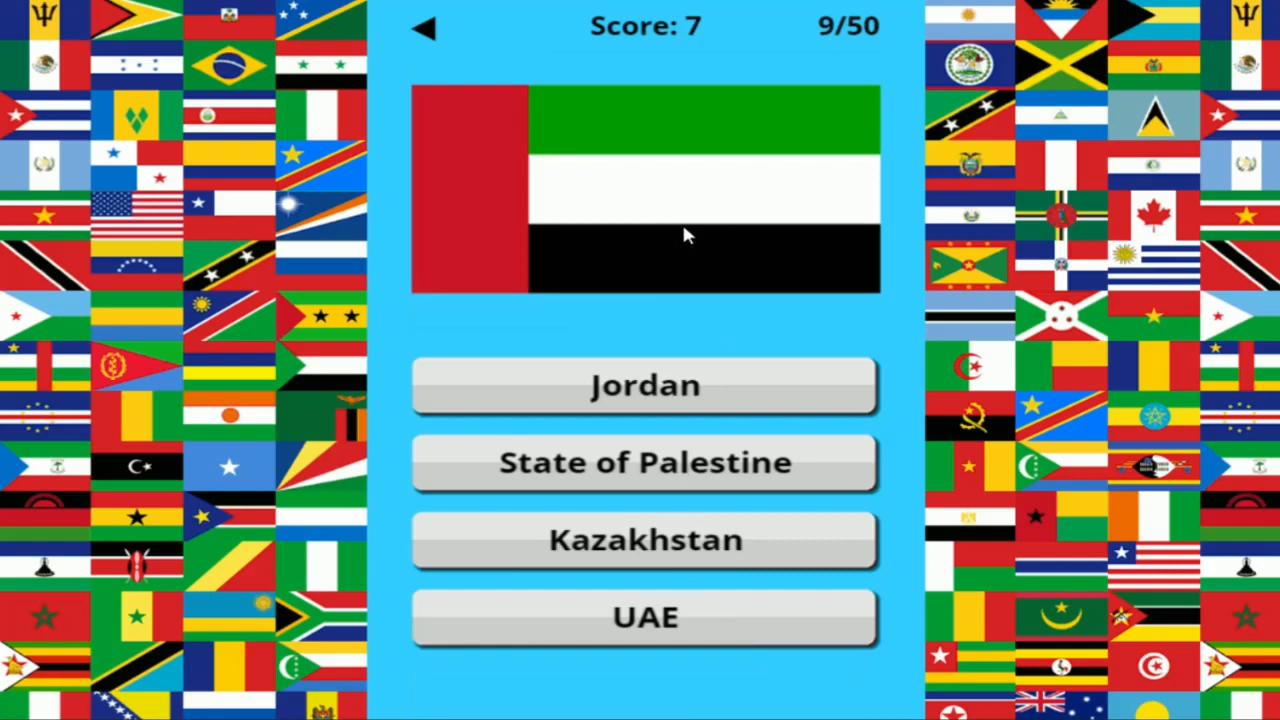 Score: 7
9/50
Jordan
State of Palestine
Kazakhstan
UAE